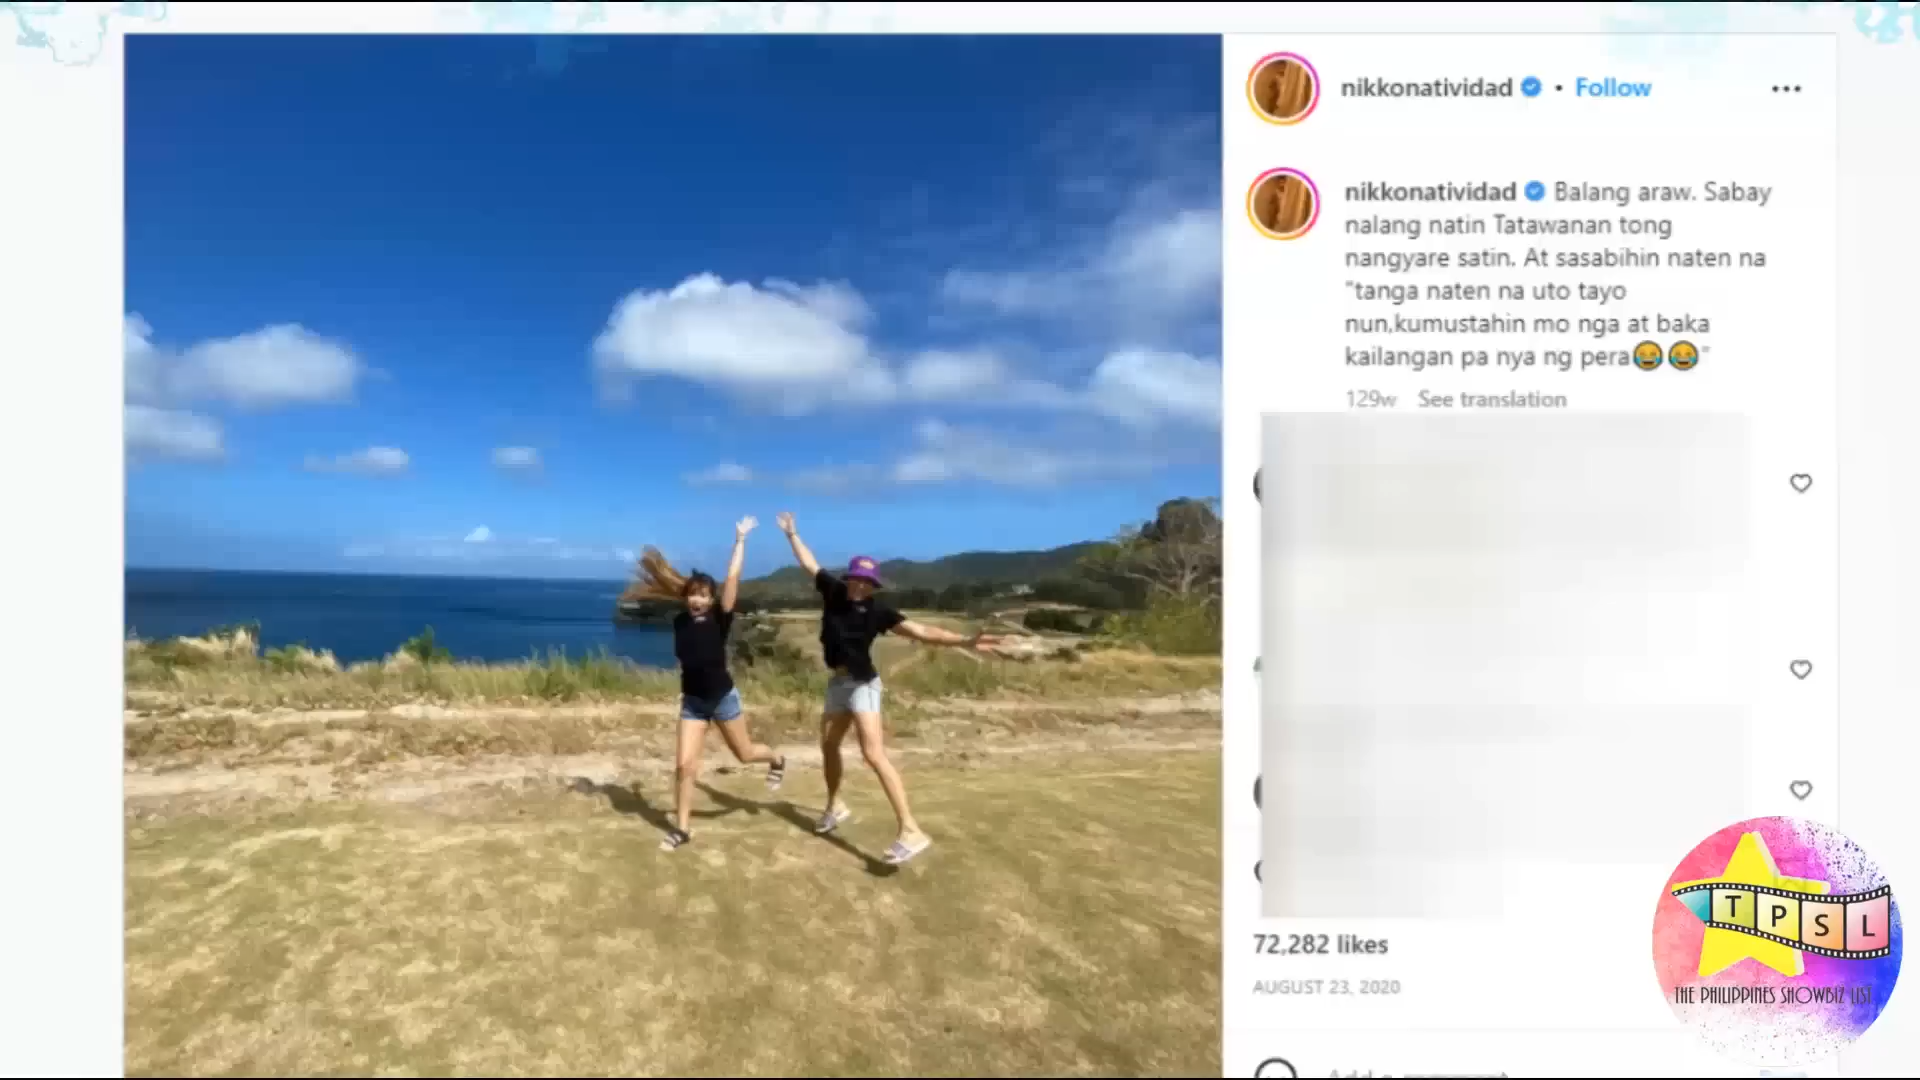 nikkonatividad • Follow
nikkonatividad Balang araw. Sabay
nalang natin Tatawanan tong
nangyare satin. At sasabihin naten na
"tanga naten na uto tayo
nun,kumustahin mo nga at baka
kailangan pa nya ng pera😂😂"
129w See translation
72,282 likes
AUGUST 23, 2020
TPSL
THE PHILIPPINES SHOWBIZ LIST